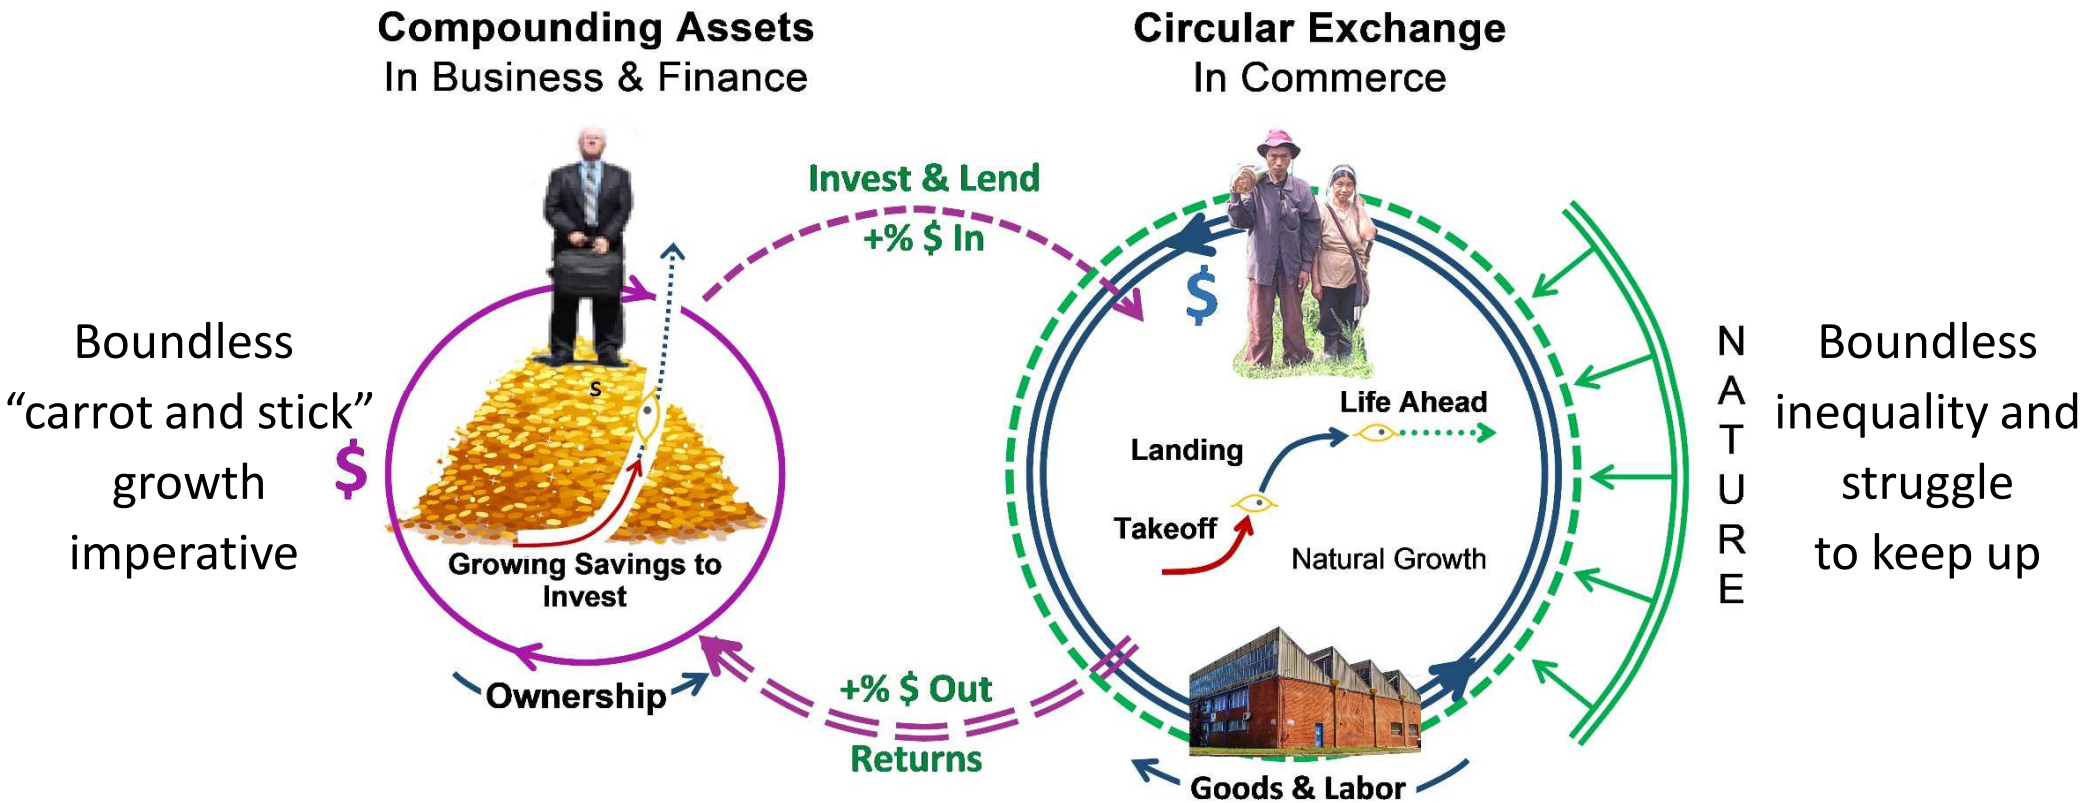 Compounding Assets
In Business & Finance
Circular Exchange
In Commerce
Invest & Lend
+% $ In
$
Boundless
“carrot and stick”
growth
imperative
$
S
Growing Savings to
Invest
Ownership
+% $ Out
Returns
Life Ahead
Landing
Takeoff
Natural Growth
Goods & Labor
N
A
T
U
R
E
Boundless
inequality and
struggle
to keep up